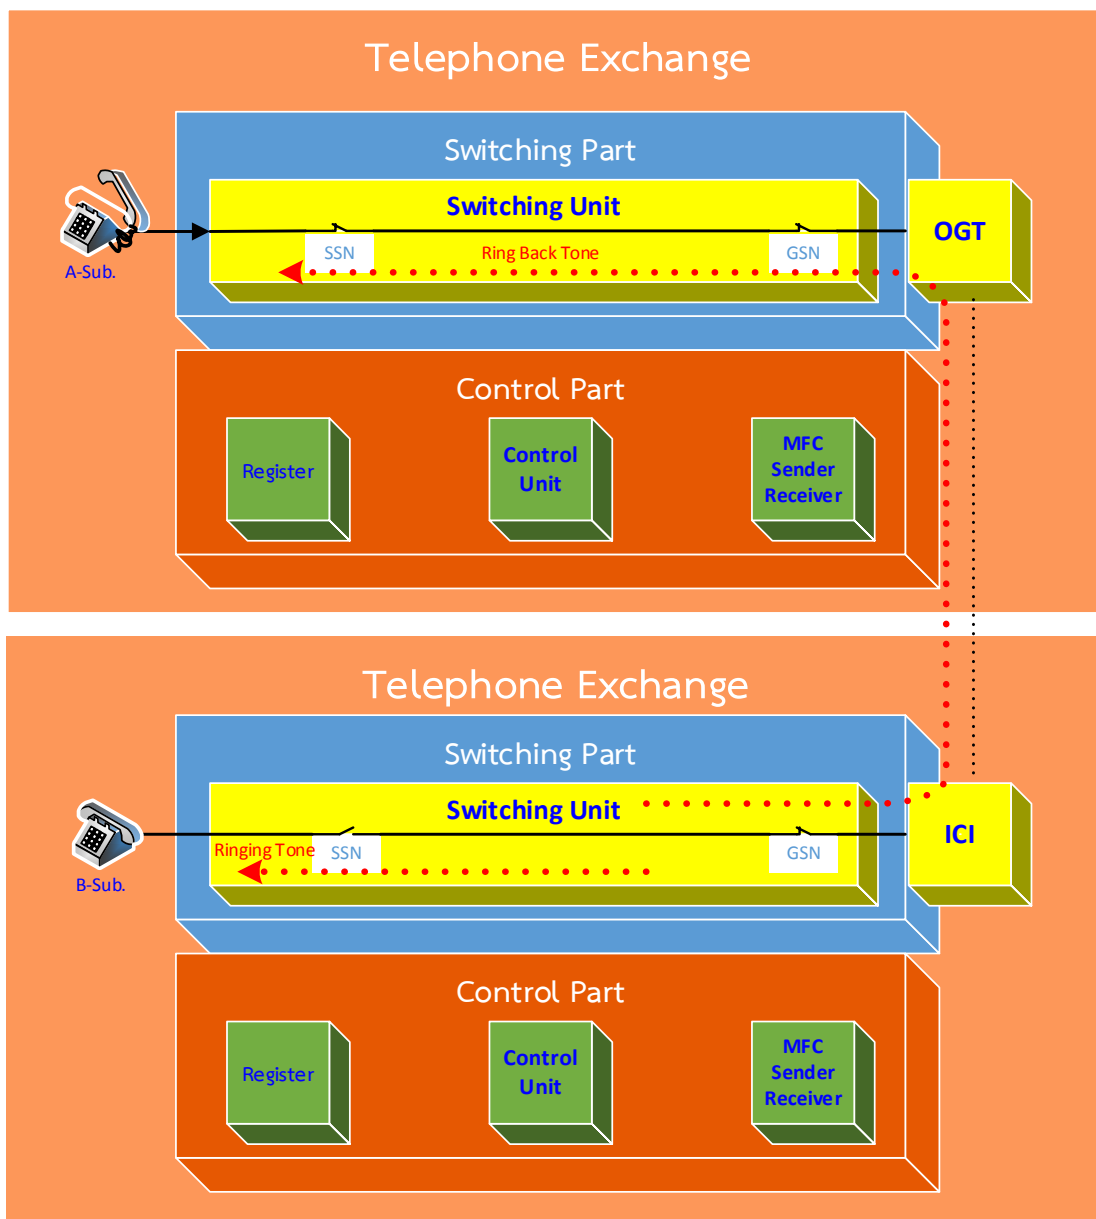 Telephone Exchange
Switching Part
Switching Unit
OGT
SSN
Ring Back Tone
GSN
A-Sub.
Control Part
Register
Control
Unit
MFC
Sender
Receiver
Telephone Exchange
Switching Part
Switching Unit
ICI
Ringing Tone
SSN
GSN
B-Sub.
Control Part
Register
Control
Unit
MFC
Sender
Receiver